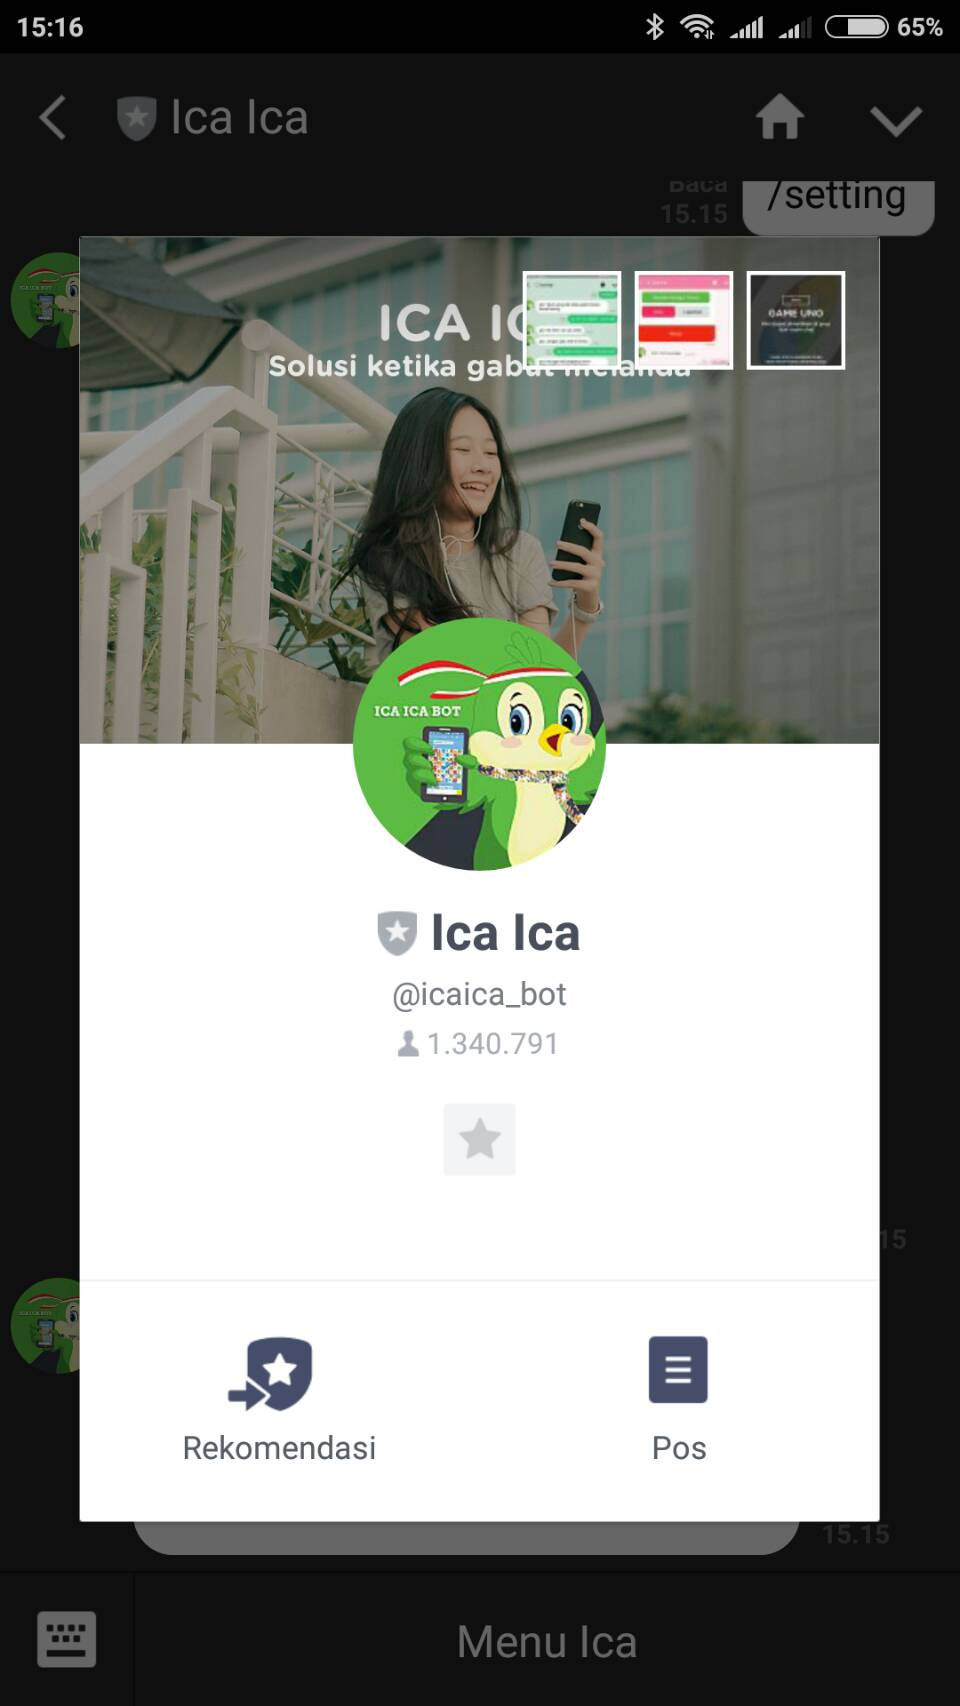 15:16
65%
Ica Ica
Baca
15.15
/setting
ICA IC
Solusi ketika gabut melanda
GAME UNO
ICA ICA BOT
Ica Ica
@icaica_bot
1.340.791
15
Rekomendasi
Pos
15.15
Menu Ica